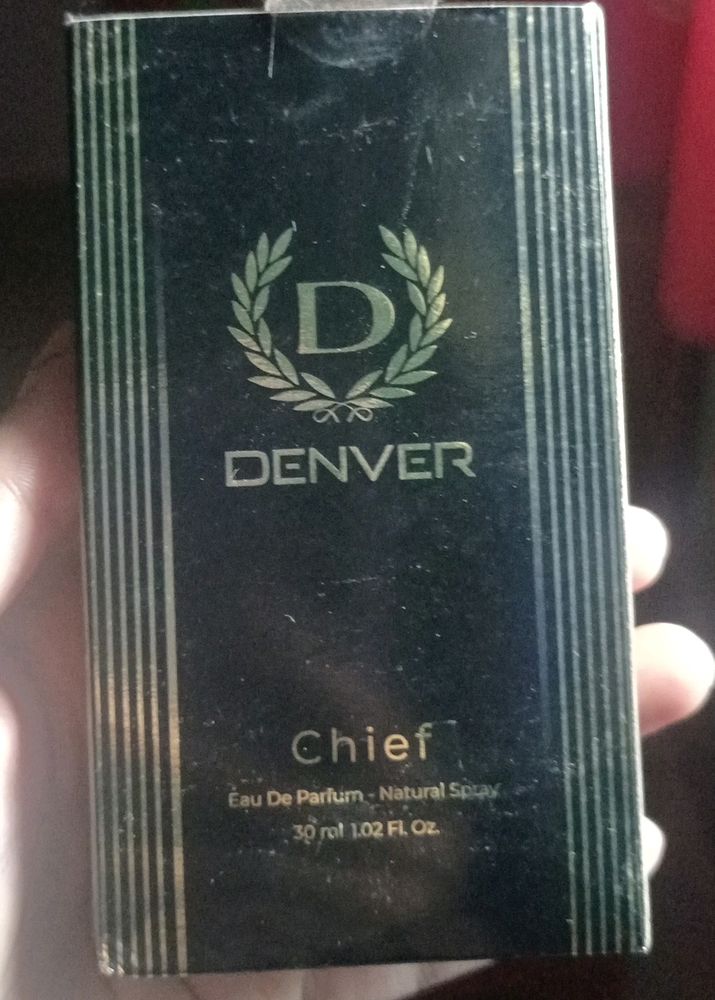 D
DENVER
Chief
Eau De Parfum - Natural Spray
30 ml 1.02 Fl. Oz.